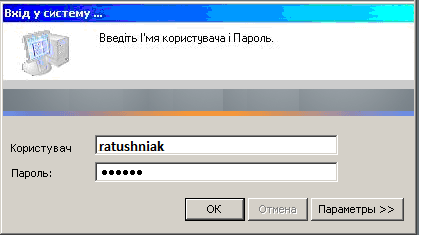 Вхід у систему ...
Введіть І'мя користувача і Пароль.
Користувач ratushniak
Пароль: ●●●●●●
OK Отмена Параметры >>